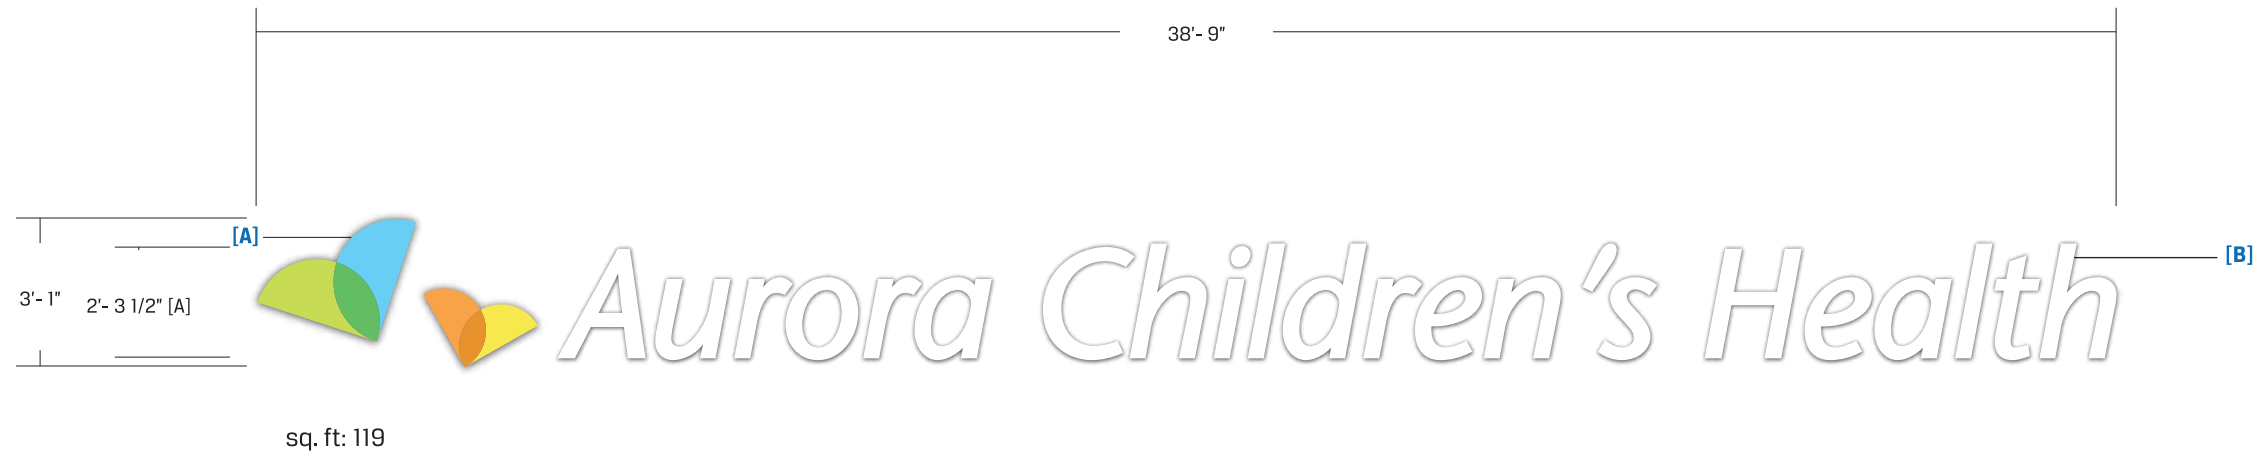 38'- 9"
[A]
Aurora Children's Health
[B]
3'- 1"
2'- 3 1/2" [A]
sq. ft: 119